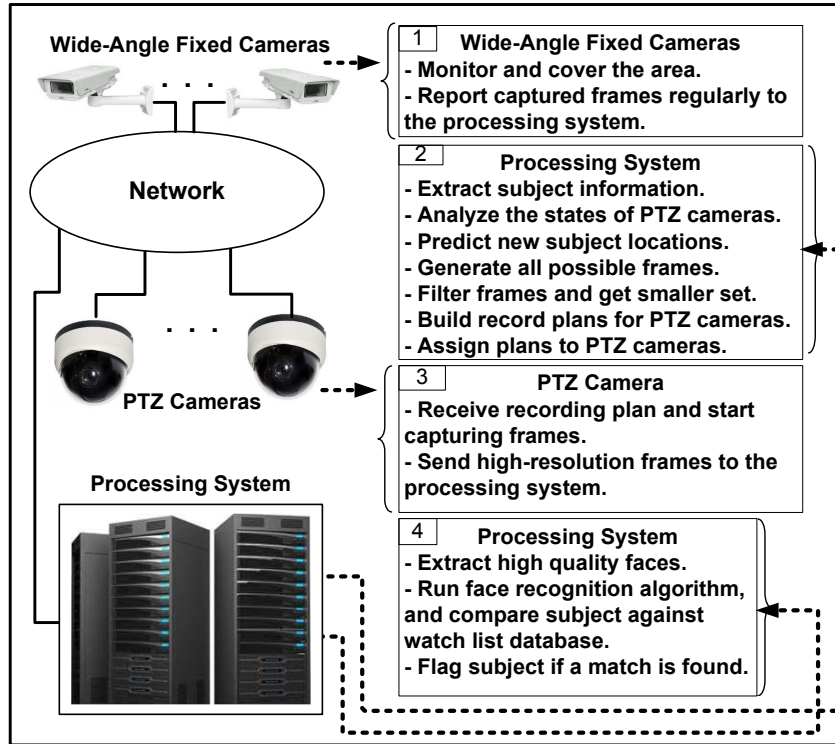 Wide-Angle Fixed Cameras
. . .
Network
. . .
PTZ Cameras
Processing System
1
Wide-Angle Fixed Cameras
- Monitor and cover the area.
- Report captured frames regularly to
the processing system.
2
Processing System
- Extract subject information.
- Analyze the states of PTZ cameras.
- Predict new subject locations.
- Generate all possible frames.
- Filter frames and get smaller set.
- Build record plans for PTZ cameras.
- Assign plans to PTZ cameras.
3
PTZ Camera
- Receive recording plan and start
capturing frames.
- Send high-resolution frames to the
processing system.
4
Processing System
- Extract high quality faces.
- Run face recognition algorithm,
and compare subject against
watch list database.
- Flag subject if a match is found.